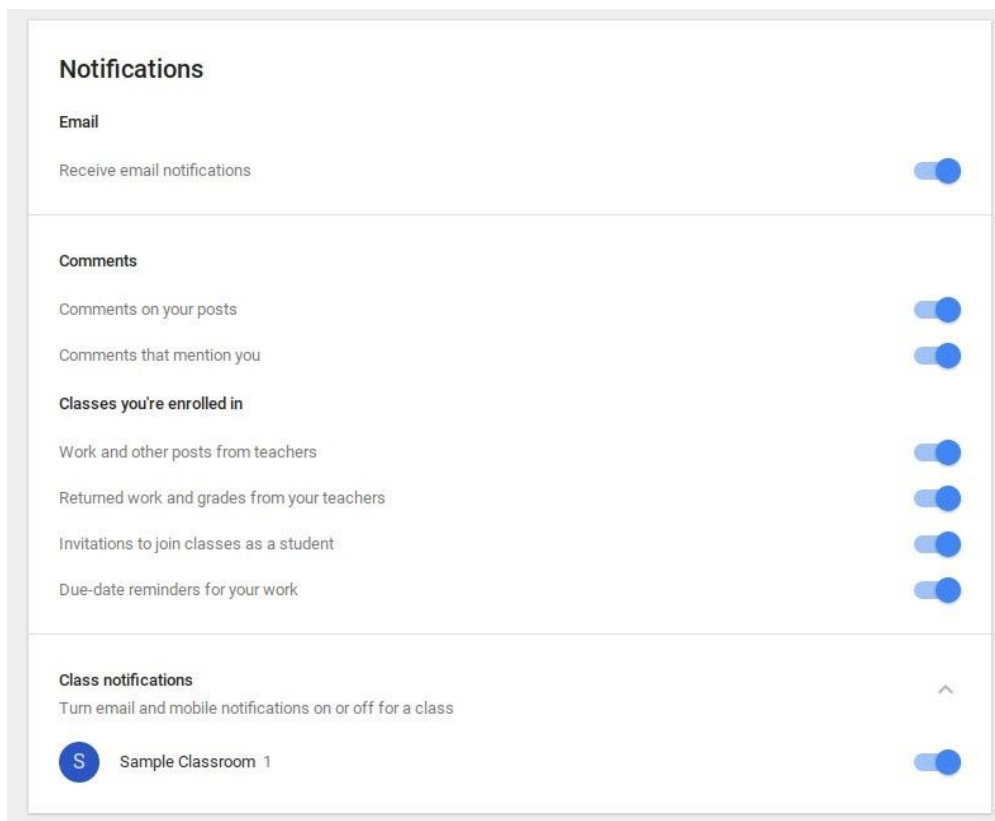 Notifications
Email
Receive email notifications
Comments
Comments on your posts
Comments that mention you
Classes you're enrolled in
Work and other posts from teachers
Returned work and grades from your teachers
Invitations to join classes as a student
Due-date reminders for your work
Class notifications
Turn email and mobile notifications on or off for a class
S Sample Classroom 1